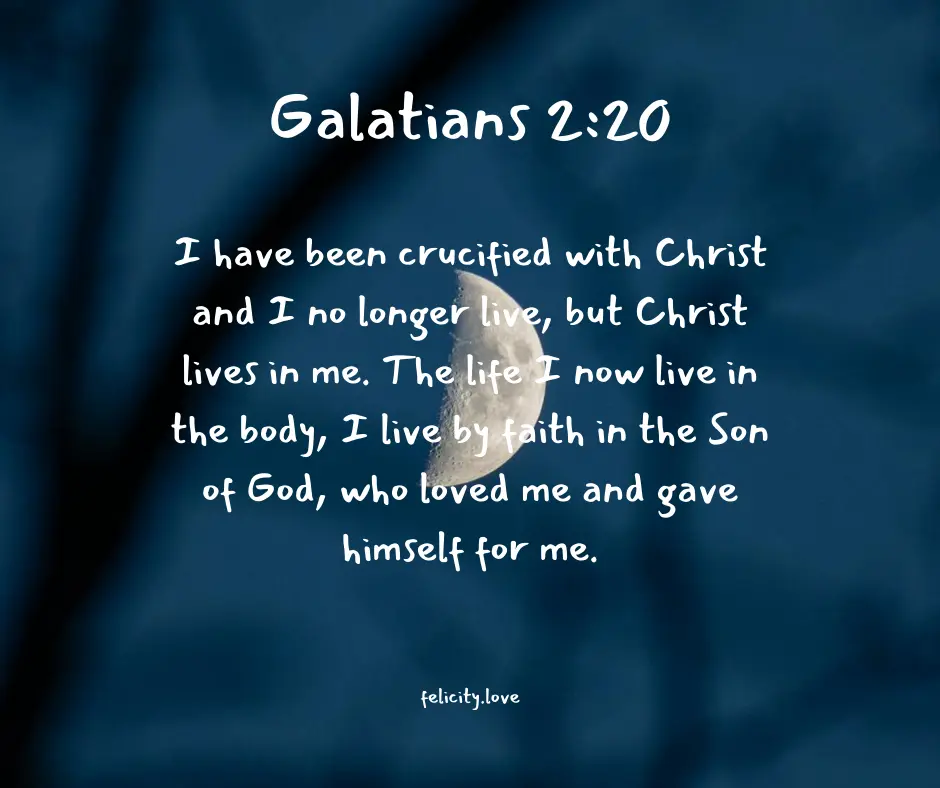 Galatians 2:20
I have been crucified with Christ
and I no longer live, but Christ
lives in me. The life I now live in
the body, I live by faith in the Son
of God, who loved me and gave
himself for me.
felicity.love